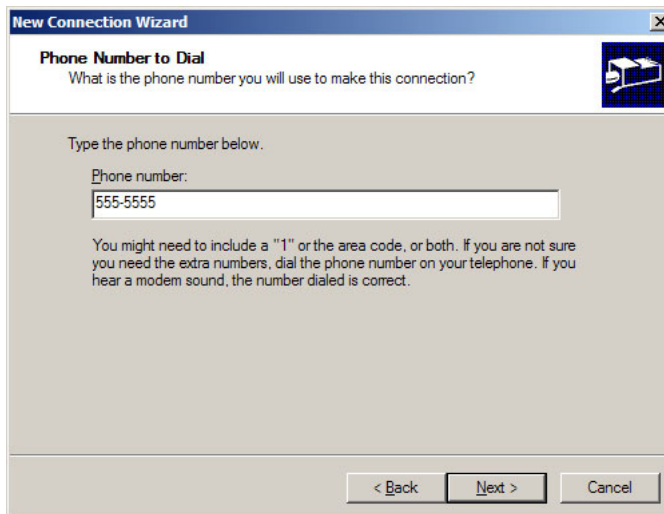 New Connection Wizard
Phone Number to Dial
What is the phone number you will use to make this connection?
Type the phone number below.
Phone number:
555-5555
You might need to include a "1" or the area code, or both. If you are not sure
you need the extra numbers, dial the phone number on your telephone. If you
hear a modem sound, the number dialed is correct.
< Back Next > Cancel